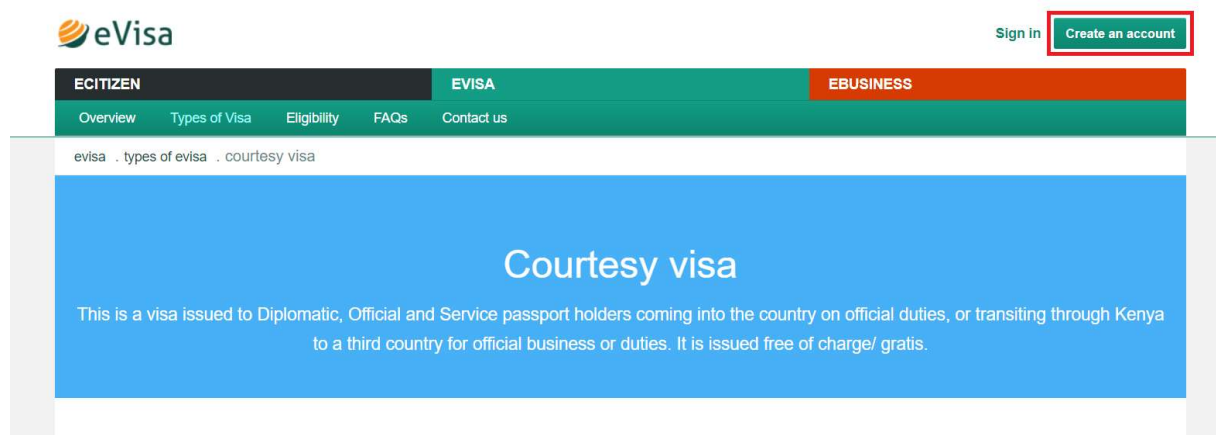 eVisa
Sign in Create an account
ECITIZEN EVISA EBUSINESS
Overview Types of Visa Eligibility FAQs Contact us
evisa . types of evisa . courtesy visa
Courtesy visa
This is a visa issued to Diplomatic, Official and Service passport holders coming into the country on official duties, or transiting through Kenya
to a third country for official business or duties. It is issued free of charge/ gratis.